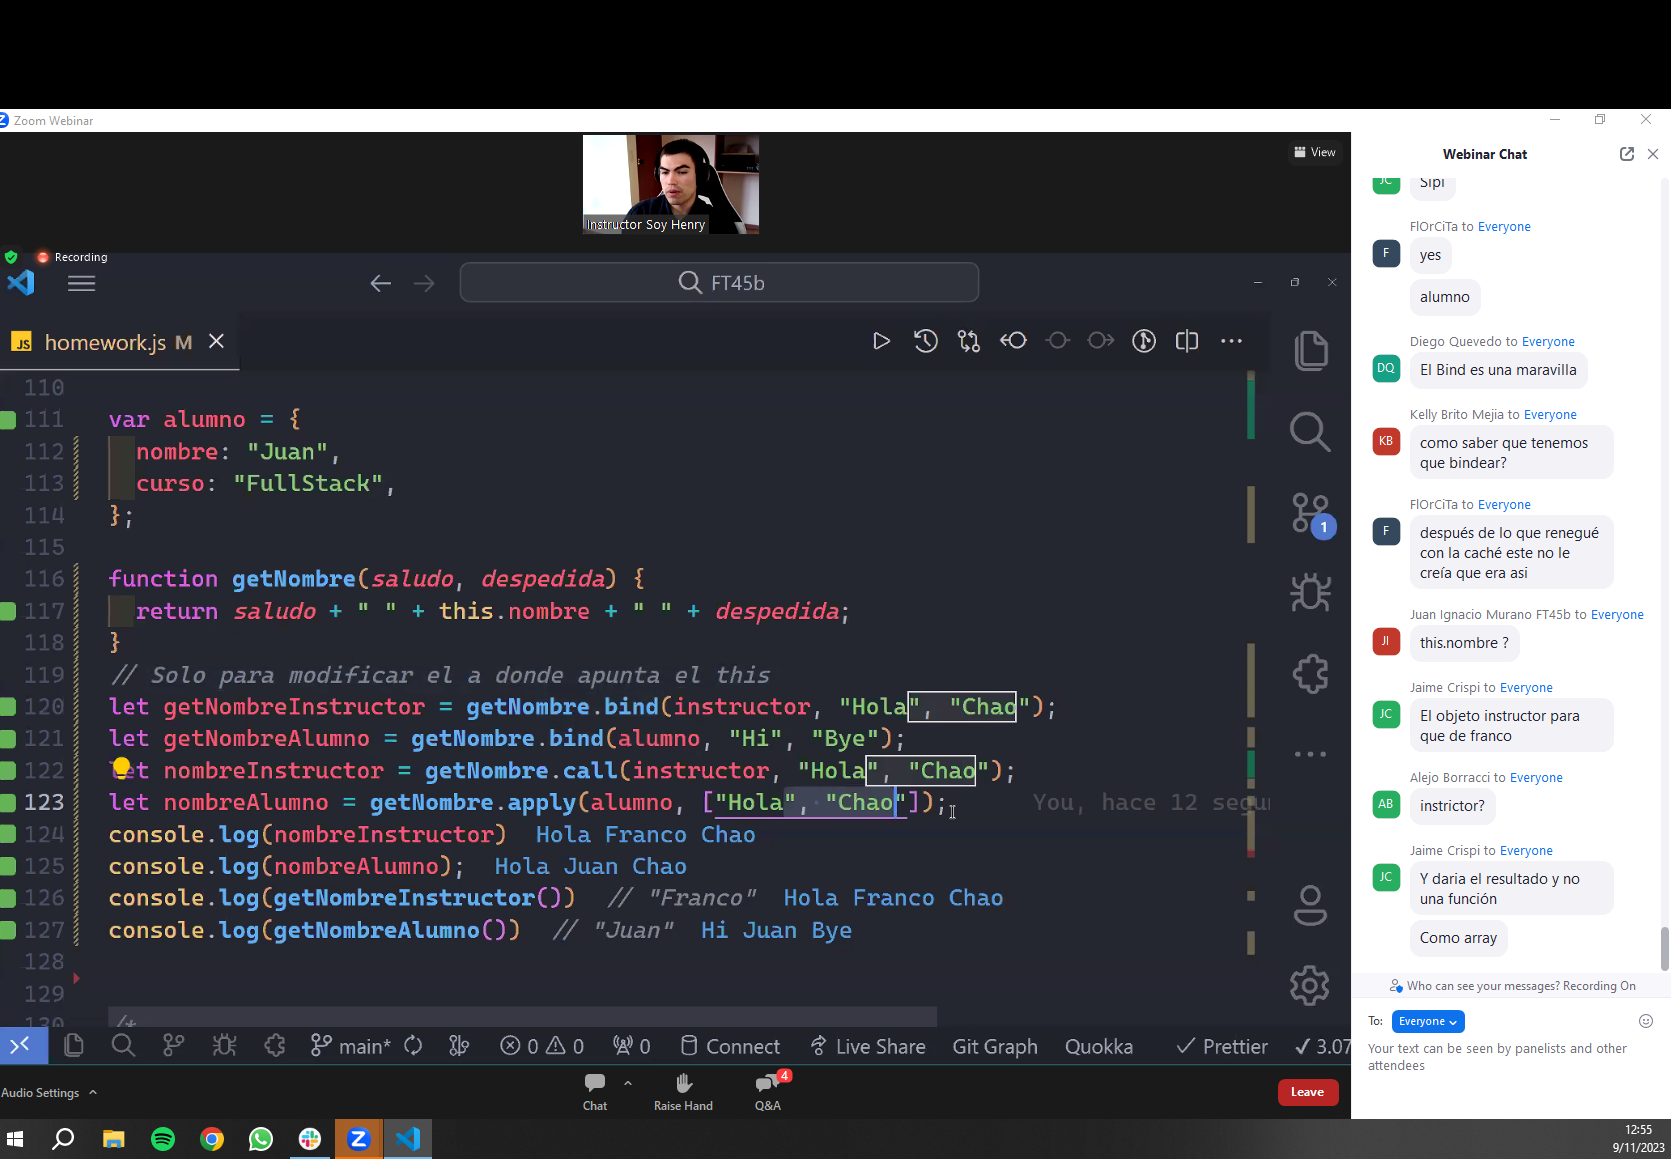 Zoom Webinar
View
Instructor Soy Henry
Recording
FT45b
JS homework.js M
110
111 var alumno = {
112 nombre: "Juan",
113 curso: "FullStack",
114 };
115
116 function getNombre(saludo, despedida) {
117 return saludo + " " + this.nombre + " " + despedida;
118 }
119 // Solo para modificar el a donde apunta el this
120 let getNombreInstructor = getNombre.bind(instructor, "Hola", "Chao");
121 let getNombreAlumno = getNombre.bind(alumno, "Hi", "Bye");
122 let nombreInstructor = getNombre.call(instructor, "Hola", "Chao");
123 let nombreAlumno = getNombre.apply(alumno, ["Hola", "Chao"]); You, hace 12 segu
124 console.log(nombreInstructor) Hola Franco Chao
125 console.log(nombreAlumno); Hola Juan Chao
126 console.log(getNombreInstructor()) // "Franco" Hola Franco Chao
127 console.log(getNombreAlumno()) // "Juan" Hi Juan Bye
128
129
130 /*
1
main* 0 0 0 Connect Live Share Git Graph Quokka Prettier 3.07
Audio Settings
Chat
Raise Hand
4
Q&A
Leave
Webinar Chat
JC Sipi
FlOrCiTa to Everyone
F yes
alumno
Diego Quevedo to Everyone
DQ El Bind es una maravilla
Kelly Brito Mejia to Everyone
KB como saber que tenemos
que bindear?
FlOrCiTa to Everyone
F después de lo que renegué
con la caché este no le
creía que era asi
Juan Ignacio Murano FT45b to Everyone
JI this.nombre ?
Jaime Crispi to Everyone
JC El objeto instructor para
que de franco
Alejo Borracci to Everyone
AB instrictor?
Jaime Crispi to Everyone
JC Y daria el resultado y no
una función
Como array
Who can see your messages? Recording On
To: Everyone
Your text can be seen by panelists and other
attendees
12:55
9/11/2023